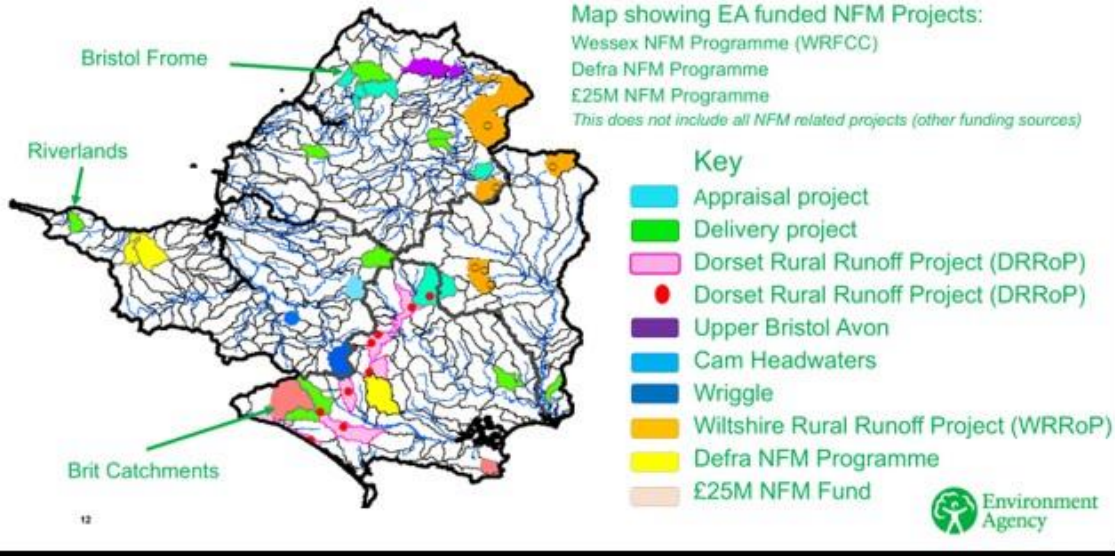 Map showing EA funded NFM Projects:
Wessex NFM Programme (WRFCC)
Defra NFM Programme
£25M NFM Programme
This does not include all NFM related projects (other funding sources)
Bristol Frome
Riverlands
Brit Catchments
Key
Appraisal project
Delivery project
Dorset Rural Runoff Project (DRRoP)
Dorset Rural Runoff Project (DRRoP)
Upper Bristol Avon
Cam Headwaters
Wriggle
Wiltshire Rural Runoff Project (WRRoP)
Defra NFM Programme
£25M NFM Fund
12
Environment
Agency